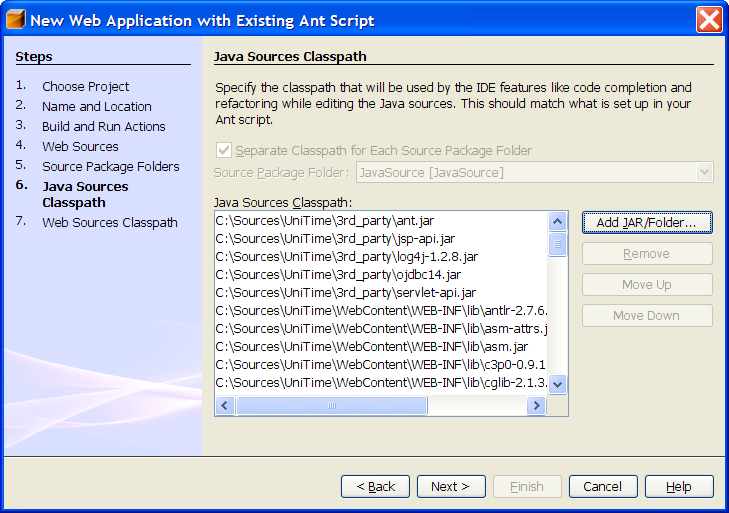 New Web Application with Existing Ant Script
Steps
1. Choose Project
2. Name and Location
3. Build and Run Actions
4. Web Sources
5. Source Package Folders
6. Java Sources
Classpath
7. Web Sources Classpath
Java Sources Classpath
Specify the classpath that will be used by the IDE features like code completion and
refactoring while editing the Java sources. This should match what is set up in your
Ant script.
Separate Classpath for Each Source Package Folder
Source Package Folder: JavaSource [JavaSource]
Java Sources Classpath:
C:\Sources\UniTime\3rd_party\ant.jar
C:\Sources\UniTime\3rd_party\jsp-api.jar
C:\Sources\UniTime\3rd_party\log4j-1.2.8.jar
C:\Sources\UniTime\3rd_party\ojdbc14.jar
C:\Sources\UniTime\3rd_party\servlet-api.jar
C:\Sources\UniTime\WebContent\WEB-INF\lib\antlr-2.7.6.
C:\Sources\UniTime\WebContent\WEB-INF\lib\asm-attrs.j
C:\Sources\UniTime\WebContent\WEB-INF\lib\asm.jar
C:\Sources\UniTime\WebContent\WEB-INF\lib\c3p0-0.9.1
C:\Sources\UniTime\WebContent\WEB-INF\lib\cglib-2.1.3.
Add JAR/Folder...
Remove
Move Up
Move Down
< Back
Next >
Finish
Cancel
Help